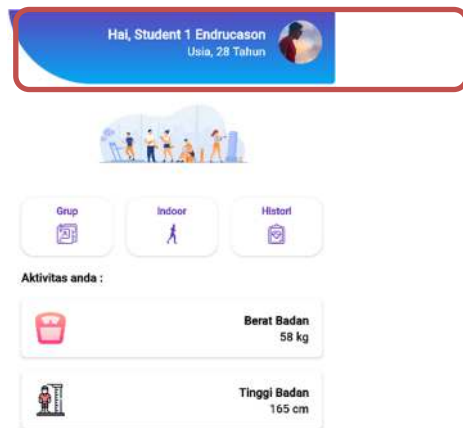 Hai, Student 1 Endrucason
Usia, 28 Tahun
Grup
Indoor
Histori
Aktivitas anda :
Berat Badan
58 kg
Tinggi Badan
165 cm